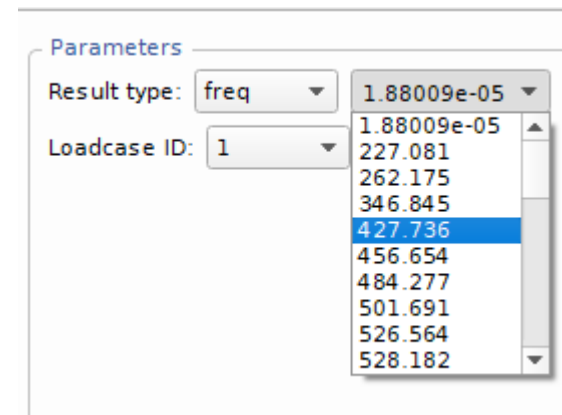 Parameters
Result type: freq 1.88009e-05
Loadcase ID: 1
1.88009e-05
227.081
262.175
346.845
427.736
456.654
484.277
501.691
526.564
528.182